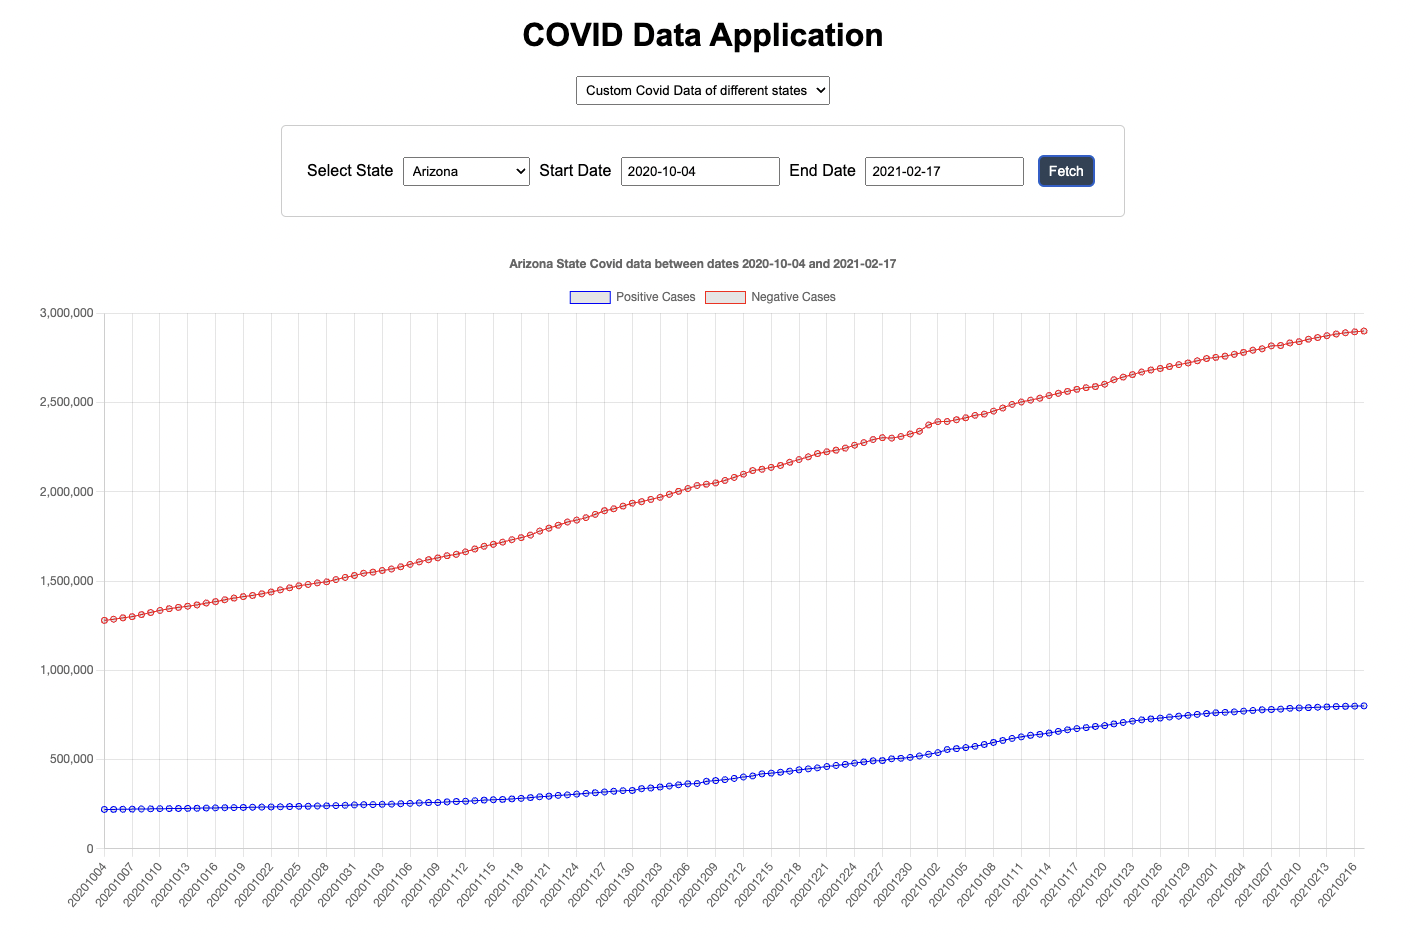 COVID Data Application
Custom Covid Data of different states
Select State Arizona Start Date 2020-10-04 End Date 2021-02-17 Fetch
Arizona State Covid data between dates 2020-10-04 and 2021-02-17
Positive Cases Negative Cases
3,000,000
2,500,000
2,000,000
1,500,000
1,000,000
500,000
0
20201004 20201007 20201010 20201013 20201016 20201019 20201022 20201025 20201028 20201031 20201103 20201106 20201109 20201112 20201115 20201118 20201121 20201124 20201127 20201130 20201203 20201206 20201209 20201212 20201215 20201218 20201221 20201224 20201227 20201230 20210102 20210105 20210108 20210111 20210114 20210117 20210120 20210123 20210126 20210129 20210201 20210204 20210207 20210210 20210213 20210216